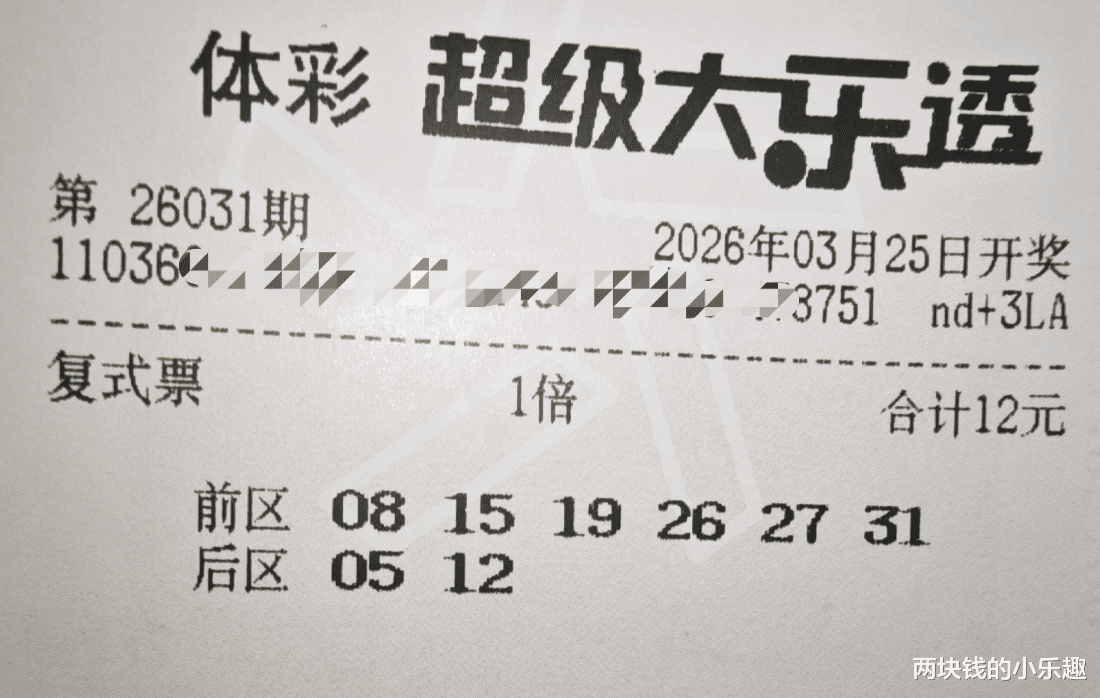 体彩 超级大乐透
第 26031期
2026年03月25日开奖
11036
3751 nd+3LA
复式票 1倍 合计12元
前区 08 15 19 26 27 31
后区 05 12
两块钱的小乐趣